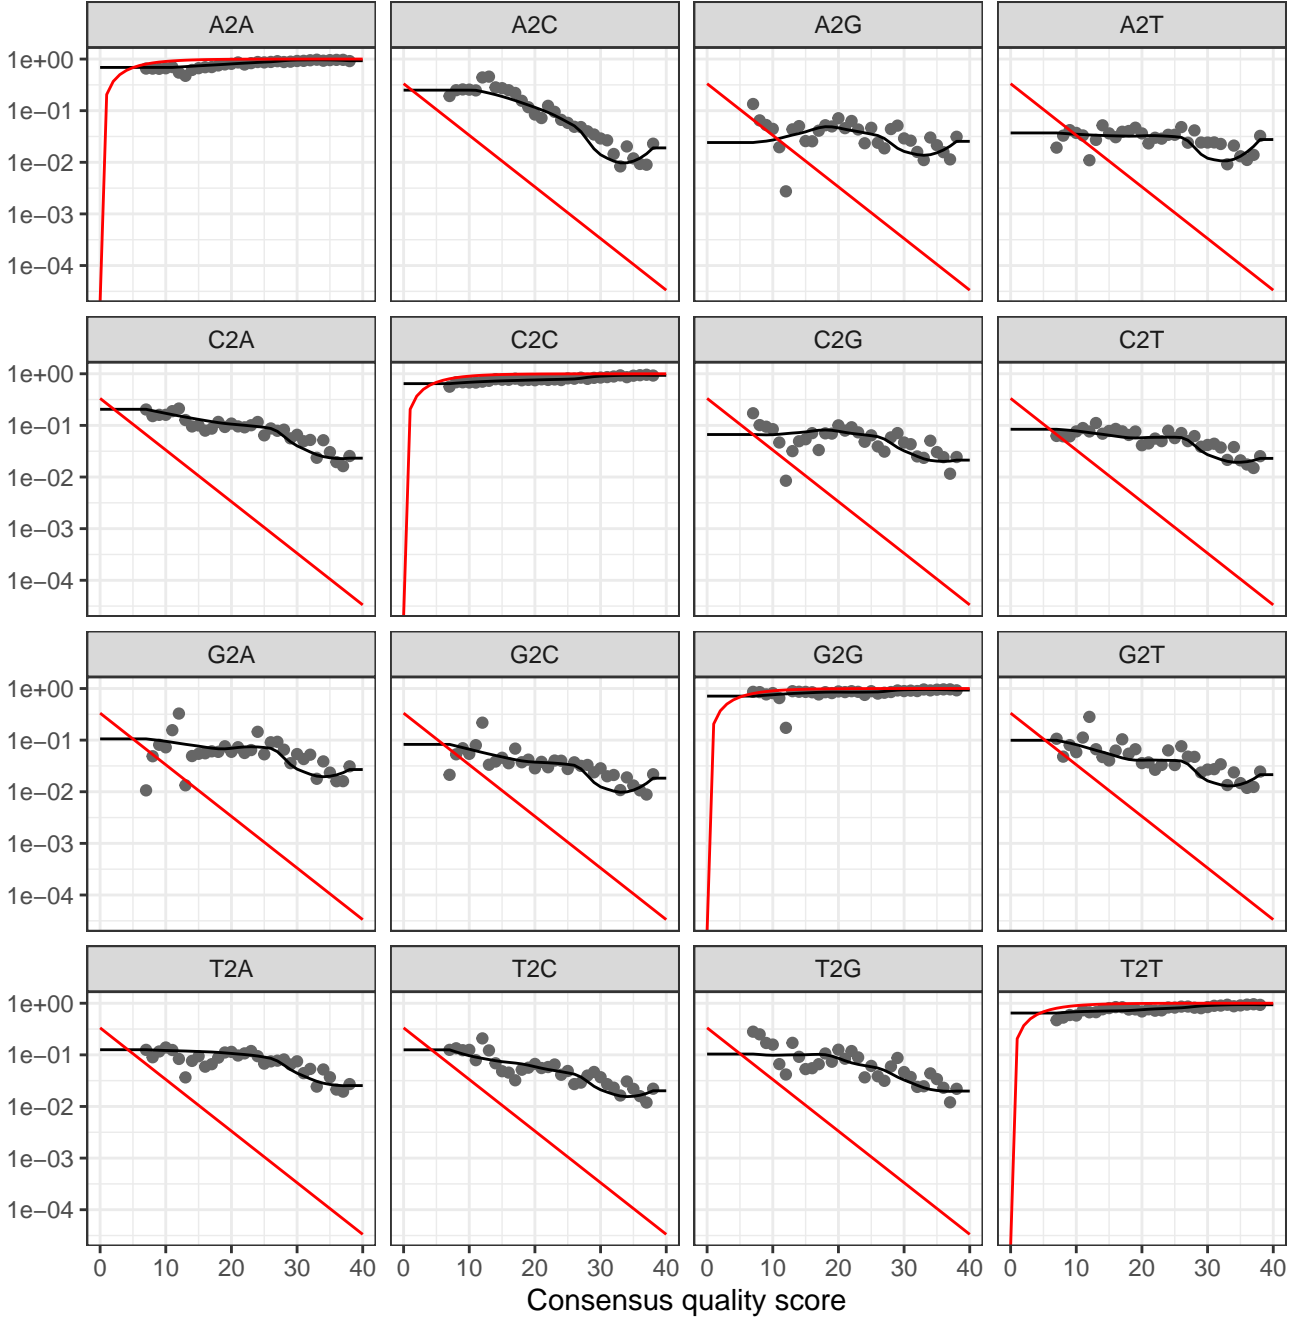 A2A A2C A2G A2T
1e+00
1e−01
1e−02
1e−03
1e−04
C2A C2C C2G C2T
1e+00
1e−01
1e−02
1e−03
1e−04
G2A G2C G2G G2T
1e+00
1e−01
1e−02
1e−03
1e−04
T2A T2C T2G T2T
1e+00
1e−01
1e−02
1e−03
1e−04
0 10 20 30 40 0 10 20 30 40 0 10 20 30 40 0 10 20 30 40
Consensus quality score